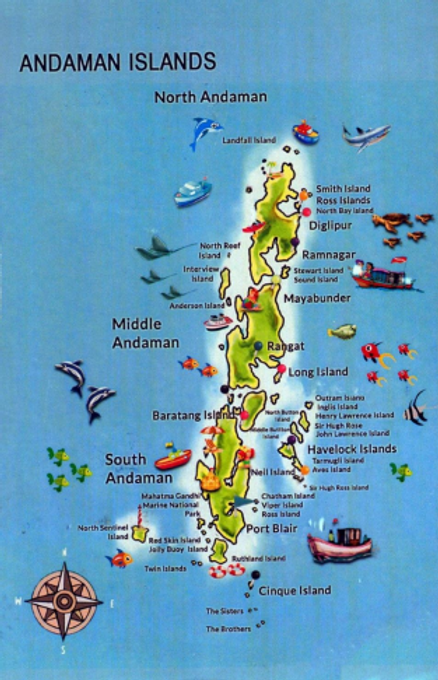 ANDAMAN ISLANDS
North Andaman
Landfall Island
Smith Island
Ross Islands
North Bay Island
Diglipur
North Reef
Island
Ramnagar
Interview
Island
Stewart Island
Sound Island
Anderson Island
Mayabunder
Middle
Andaman
Rangat
Long Island
Baratang Island
North Button
Island
Middle Button
Island
Outram Island
Inglis Island
Henry Lawrence Island
Sir Hugh Rose
John Lawrence Island
Havelock Islands
Tarmugli Island
Aves Island
South
Andaman
Neil Island
Sir Hugh Ross Island
Mahatma Gandhi
Marine National
Park
Chatham Island
Viper Island
Ross Island
North Sentinel
Island
Port Blair
Red Skin Island
Jolly Buoy Island
Twin Islands
Ruthland Island
Cinque Island
The Sisters
The Brothers
N
W
E
S